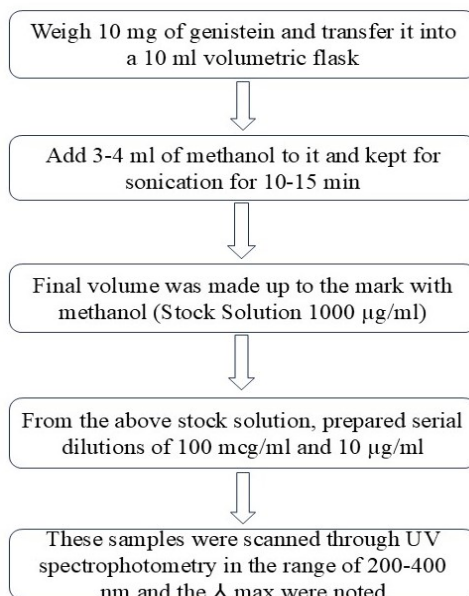 Weigh 10 mg of genistein and transfer it into
a 10 ml volumetric flask
Add 3-4 ml of methanol to it and kept for
sonication for 10-15 min
Final volume was made up to the mark with
methanol (Stock Solution 1000 µg/ml)
From the above stock solution, prepared serial
dilutions of 100 mcg/ml and 10 µg/ml
These samples were scanned through UV
spectrophotometry in the range of 200-400
nm and the 人 max were noted